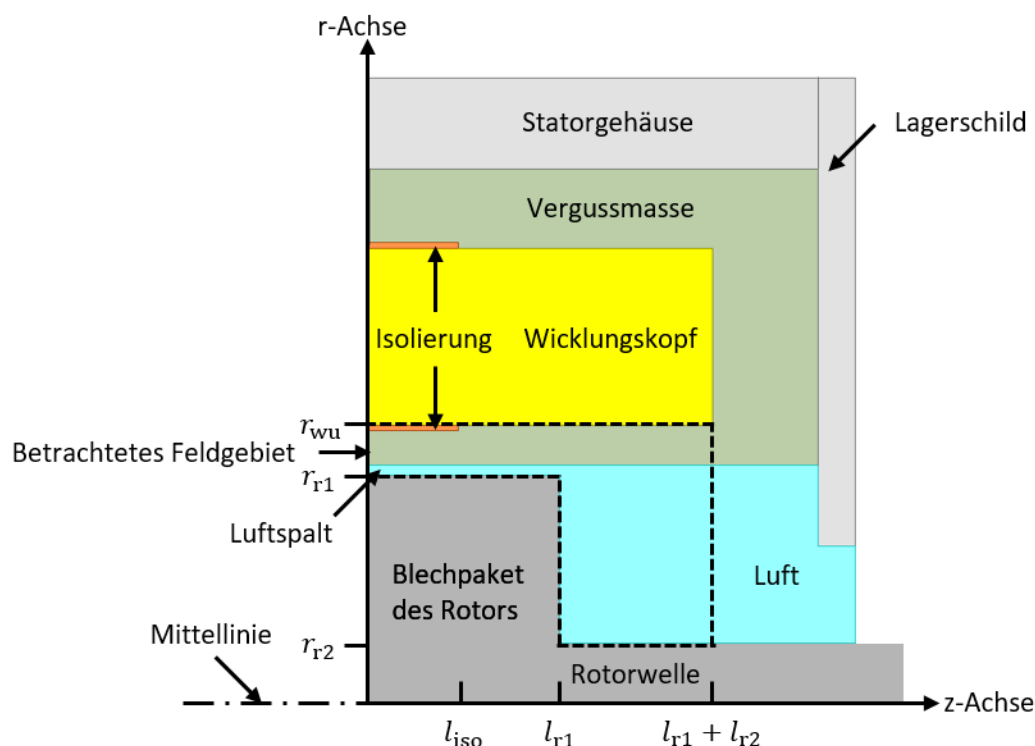 r-Achse
Statorgehäuse
Lagerschild
Vergussmasse
Isolierung
Wicklungskopf
r_wu
Betrachtetes Feldgebiet
r_r1
Luftspalt
Blechpaket
des Rotors
Luft
Mittellinie
r_r2
Rotorwelle
z-Achse
l_iso
l_r1
l_r1 + l_r2